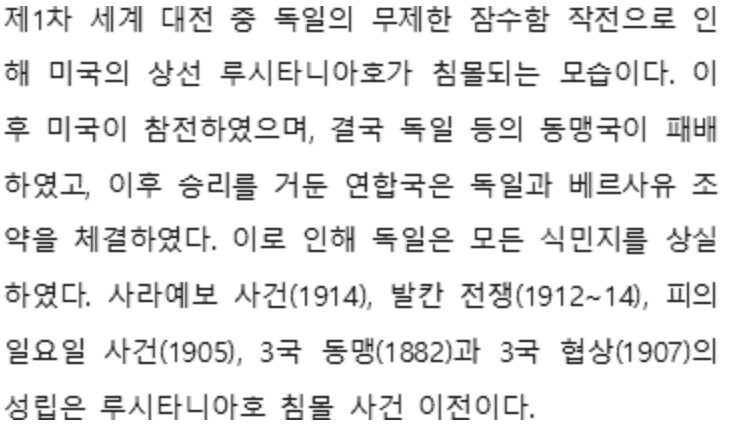 제1차 세계 대전 중 독일의 무제한 잠수함 작전으로 인
해 미국의 상선 루시타니아호가 침몰되는 모습이다. 이
후 미국이 참전하였으며, 결국 독일 등의 동맹국이 패배
하였고, 이후 승리를 거둔 연합국은 독일과 베르사유 조
약을 체결하였다. 이로 인해 독일은 모든 식민지를 상실
하였다. 사라예보 사건(1914), 발칸 전쟁(1912~14), 피의
일요일 사건(1905), 3국 동맹(1882)과 3국 협상(1907)의
성립은 루시타니아호 침몰 사건 이전이다.